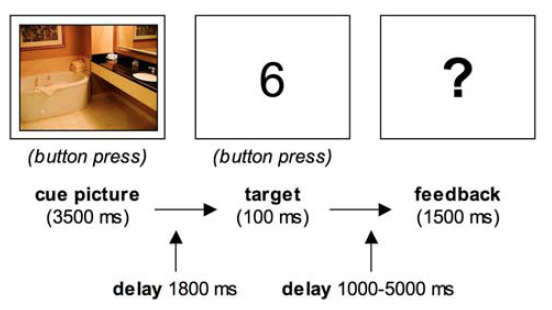 6
?
(button press)
(button press)
cue picture
(3500 ms)
target
(100 ms)
feedback
(1500 ms)
delay 1800 ms
delay 1000-5000 ms